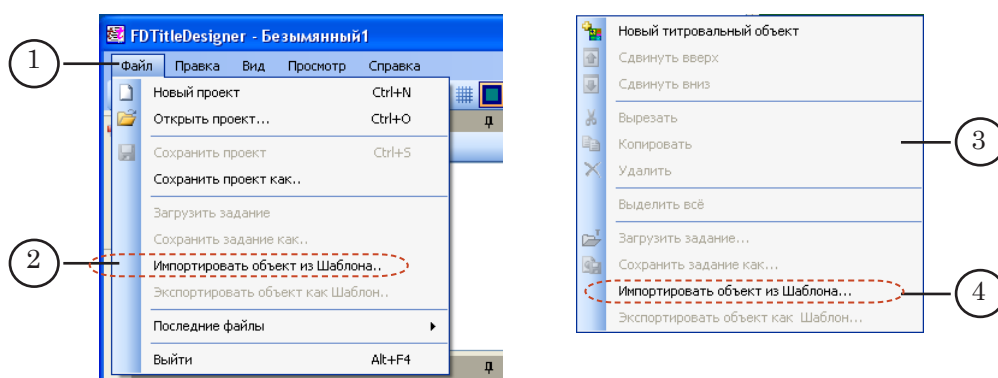 FDTitleDesigner - Безымянный1
1
Файл Правка Вид Просмотр Справка
Новый проект Ctrl+N
Открыть проект... Ctrl+O
Сохранить проект Ctrl+S
Сохранить проект как..
Загрузить задание
Сохранить задание как..
2
Импортировать объект из Шаблона..
Экспортировать объект как Шаблон..
Последние файлы
Выйти Alt+F4
Новый титровальный объект
Сдвинуть вверх
Сдвинуть вниз
Вырезать
Копировать
3
Удалить
Выделить всё
Загрузить задание...
Сохранить задание как...
Импортировать объект из Шаблона...
4
Экспортировать объект как Шаблон...